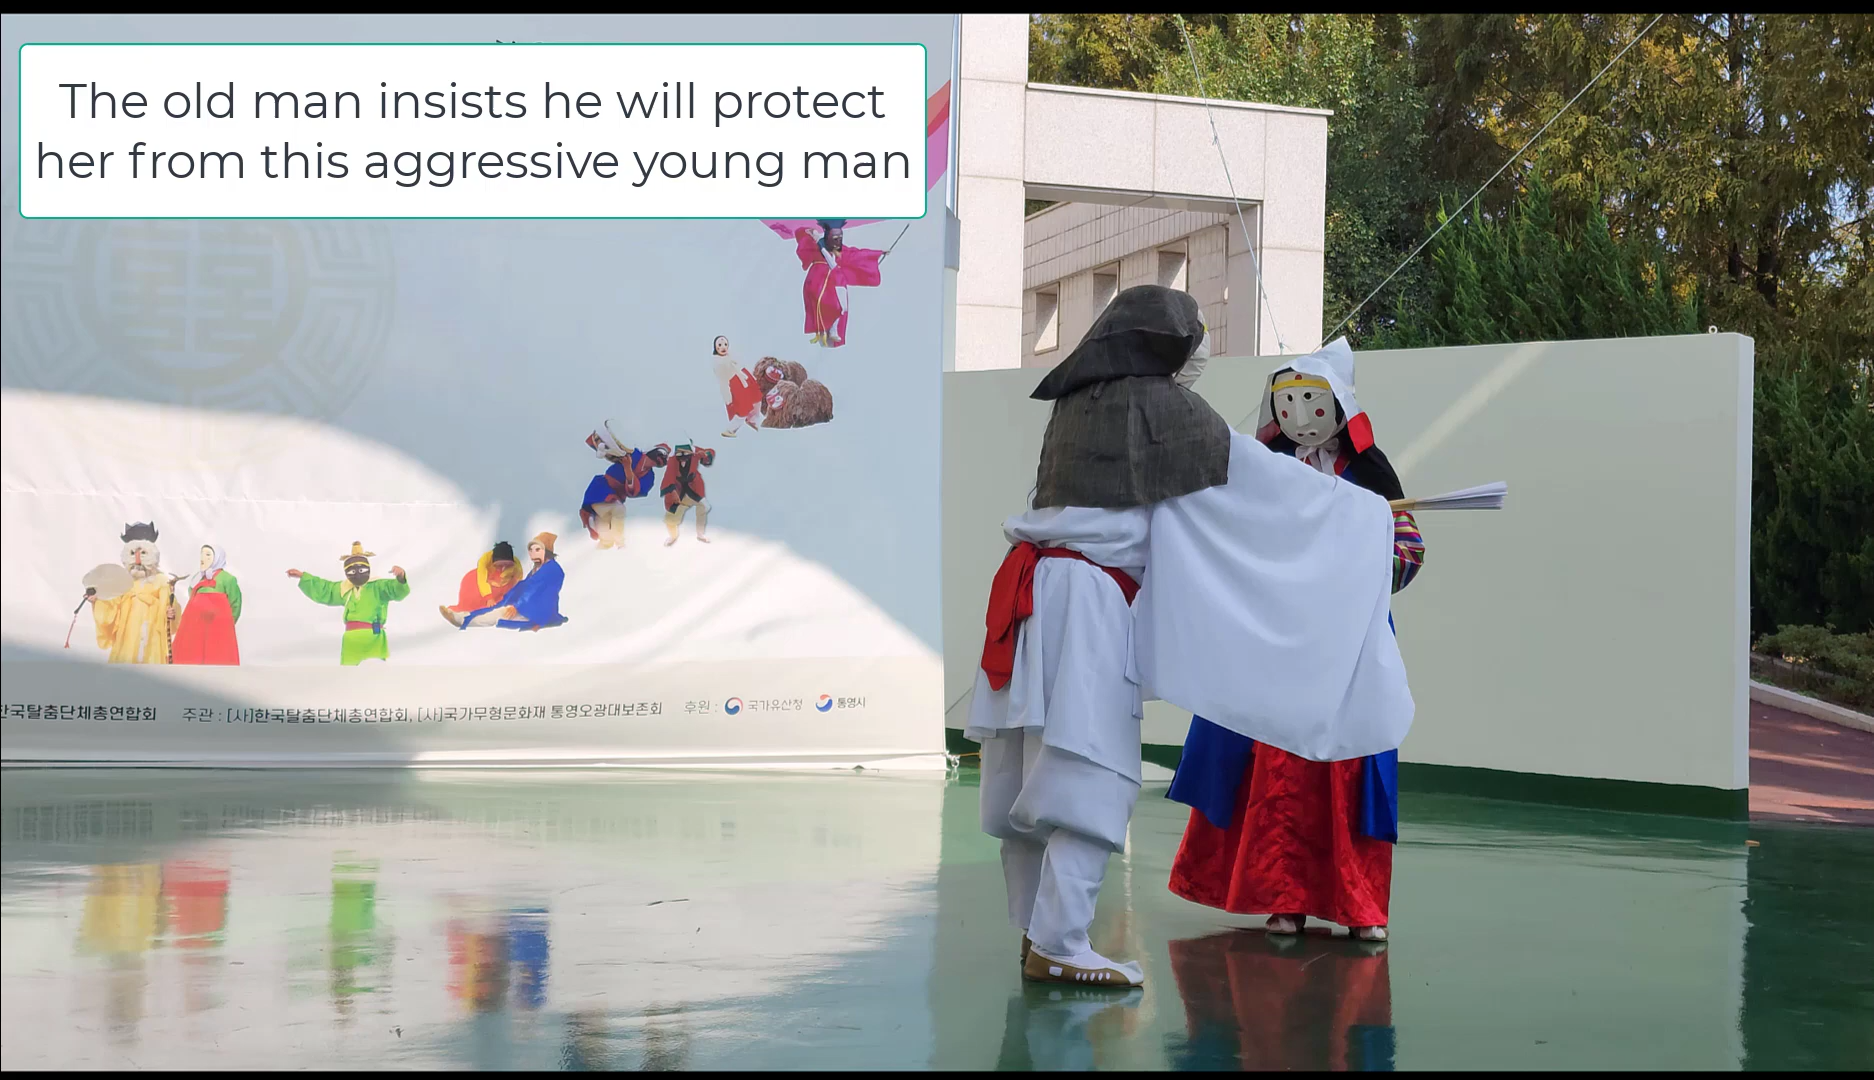 The old man insists he will protect
her from this aggressive young man
한국탈춤단체총연합회 주관 : [사]한국탈춤단체총연합회, [사]국가무형문화재 통영오광대보존회 후원 : 국가유산청 통영시